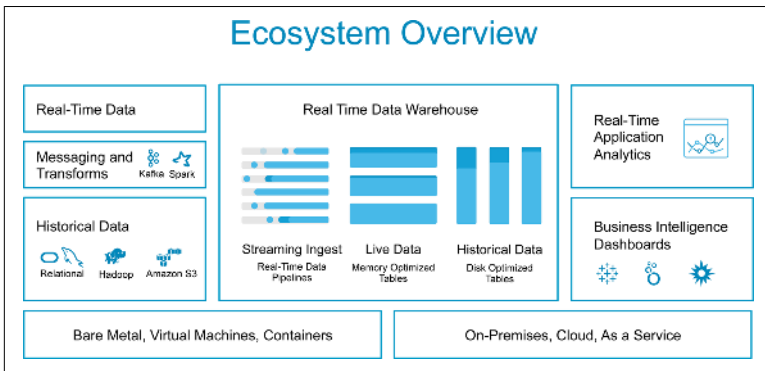 Ecosystem Overview
Real-Time Data
Messaging and
Transforms
Kafka Spark
Historical Data
Relational Hadoop Amazon S3
Real Time Data Warehouse
Streaming Ingest
Real-Time Data
Pipelines
Live Data
Memory Optimized
Tables
Historical Data
Disk Optimized
Tables
Real-Time
Application
Analytics
Business Intelligence
Dashboards
Bare Metal, Virtual Machines, Containers
On-Premises, Cloud, As a Service